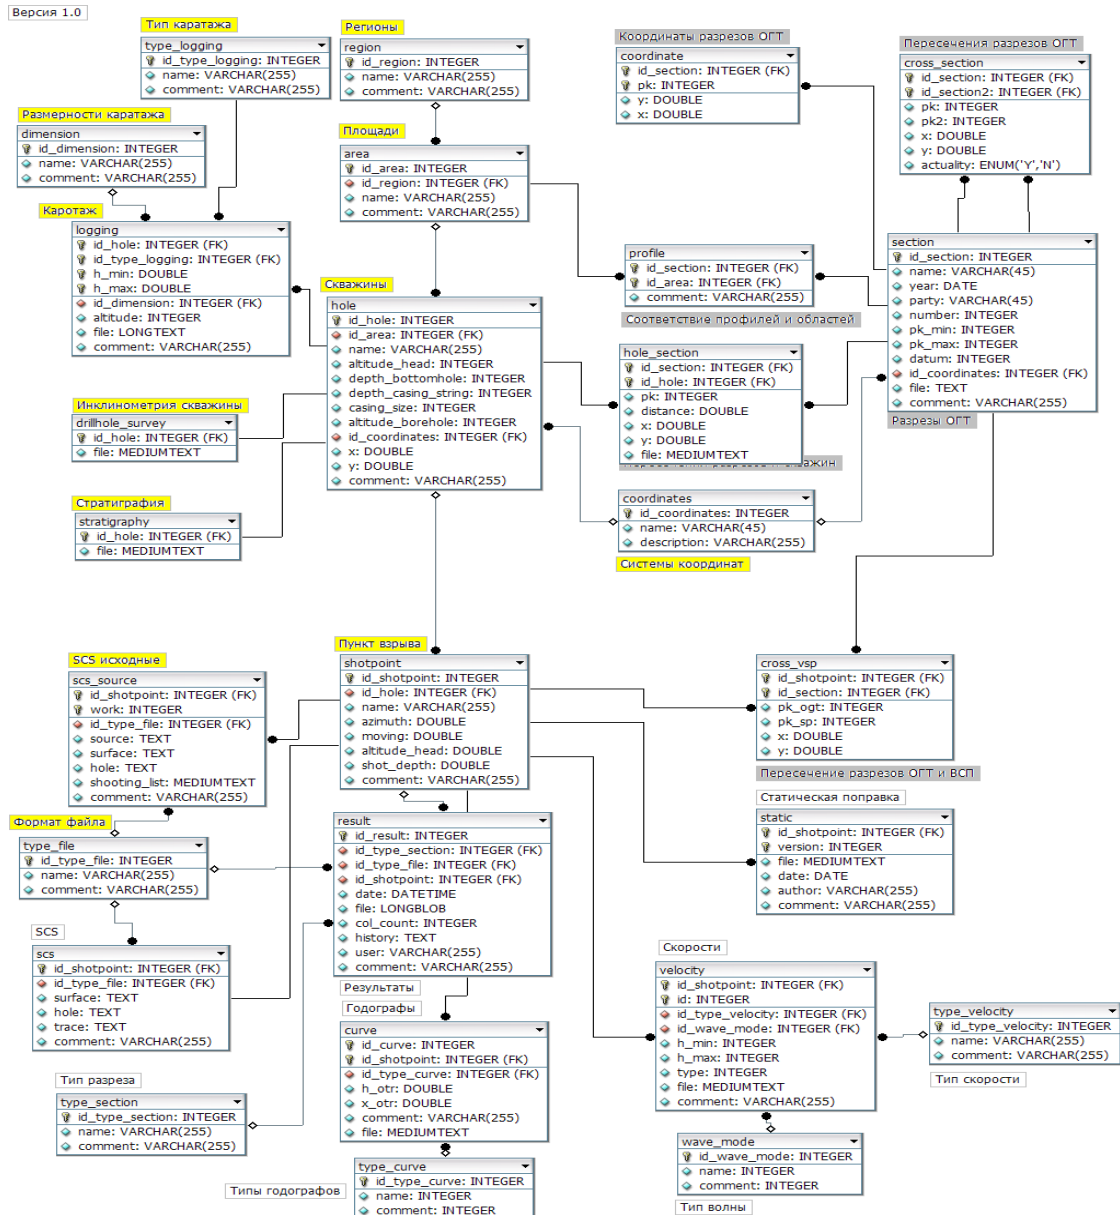 Версия 1.0
Тип каратажа
type_logging
id_type_logging: INTEGER
name: VARCHAR(255)
comment: VARCHAR(255)
Регионы
region
id_region: INTEGER
name: VARCHAR(255)
comment: VARCHAR(255)
Координаты разрезов ОГТ
coordinate
id_section: INTEGER (FK)
pk: INTEGER
y: DOUBLE
x: DOUBLE
Пересечения разрезов ОГТ
cross_section
id_section: INTEGER (FK)
id_section2: INTEGER (FK)
pk: INTEGER
pk2: INTEGER
x: DOUBLE
y: DOUBLE
actuality: ENUM('Y','N')
Размерности каратажа
dimension
id_dimension: INTEGER
name: VARCHAR(255)
comment: VARCHAR(255)
Площади
area
id_area: INTEGER
id_region: INTEGER (FK)
name: VARCHAR(255)
comment: VARCHAR(255)
Каротаж
logging
id_hole: INTEGER (FK)
id_type_logging: INTEGER (FK)
h_min: DOUBLE
h_max: DOUBLE
id_dimension: INTEGER (FK)
altitude: INTEGER
file: LONGTEXT
comment: VARCHAR(255)
profile
id_section: INTEGER (FK)
id_area: INTEGER (FK)
comment: VARCHAR(255)
Соответствие профилей и областей
section
id_section: INTEGER
name: VARCHAR(45)
year: DATE
party: VARCHAR(45)
number: INTEGER
pk_min: INTEGER
pk_max: INTEGER
datum: INTEGER
id_coordinates: INTEGER (FK)
file: TEXT
comment: VARCHAR(255)
Разрезы ОГТ
Скважины
hole
id_hole: INTEGER
id_area: INTEGER (FK)
name: VARCHAR(255)
altitude_head: INTEGER
depth_bottomhole: INTEGER
depth_casing_string: INTEGER
casing_size: INTEGER
altitude_borehole: INTEGER
id_coordinates: INTEGER (FK)
x: DOUBLE
y: DOUBLE
comment: VARCHAR(255)
hole_section
id_section: INTEGER (FK)
id_hole: INTEGER (FK)
pk: INTEGER
distance: DOUBLE
x: DOUBLE
y: DOUBLE
file: MEDIUMTEXT
Инклинометрия скважины
drillhole_survey
id_hole: INTEGER (FK)
file: MEDIUMTEXT
Стратиграфия
stratigraphy
id_hole: INTEGER (FK)
file: MEDIUMTEXT
coordinates
id_coordinates: INTEGER
name: VARCHAR(45)
description: VARCHAR(255)
Системы координат
SCS исходные
scs_source
id_shotpoint: INTEGER (FK)
work: INTEGER
id_type_file: INTEGER (FK)
source: TEXT
surface: TEXT
hole: TEXT
shooting_list: MEDIUMTEXT
comment: VARCHAR(255)
Пункт взрыва
shotpoint
id_shotpoint: INTEGER
id_hole: INTEGER (FK)
name: VARCHAR(255)
azimuth: DOUBLE
moving: DOUBLE
altitude_head: DOUBLE
shot_depth: DOUBLE
comment: VARCHAR(255)
cross_vsp
id_shotpoint: INTEGER (FK)
id_section: INTEGER (FK)
pk_ogt: INTEGER
pk_sp: INTEGER
x: DOUBLE
y: DOUBLE
Пересечение разрезов ОГТ и ВСП
Статическая поправка
static
id_shotpoint: INTEGER (FK)
version: INTEGER
file: MEDIUMTEXT
date: DATE
author: VARCHAR(255)
comment: VARCHAR(255)
Формат файла
type_file
id_type_file: INTEGER
name: VARCHAR(255)
comment: VARCHAR(255)
result
id_result: INTEGER
id_type_section: INTEGER (FK)
id_type_file: INTEGER (FK)
id_shotpoint: INTEGER (FK)
date: DATETIME
file: LONGBLOB
col_count: INTEGER
history: TEXT
user: VARCHAR(255)
comment: VARCHAR(255)
Результаты
SCS
scs
id_shotpoint: INTEGER (FK)
id_type_file: INTEGER (FK)
surface: TEXT
hole: TEXT
trace: TEXT
comment: VARCHAR(255)
Годографы
curve
id_curve: INTEGER
id_shotpoint: INTEGER (FK)
id_type_curve: INTEGER (FK)
h_otr: DOUBLE
x_otr: DOUBLE
comment: VARCHAR(255)
file: MEDIUMTEXT
Скорости
velocity
id_shotpoint: INTEGER (FK)
id: INTEGER
id_type_velocity: INTEGER (FK)
id_wave_mode: INTEGER (FK)
h_min: INTEGER
h_max: INTEGER
type: INTEGER
file: MEDIUMTEXT
comment: VARCHAR(255)
type_velocity
id_type_velocity: INTEGER
name: VARCHAR(255)
comment: VARCHAR(255)
Тип скорости
Тип разреза
type_section
id_type_section: INTEGER
name: VARCHAR(255)
comment: VARCHAR(255)
Типы годографов
type_curve
id_type_curve: INTEGER
name: INTEGER
comment: INTEGER
wave_mode
id_wave_mode: INTEGER
name: INTEGER
comment: INTEGER
Тип волны